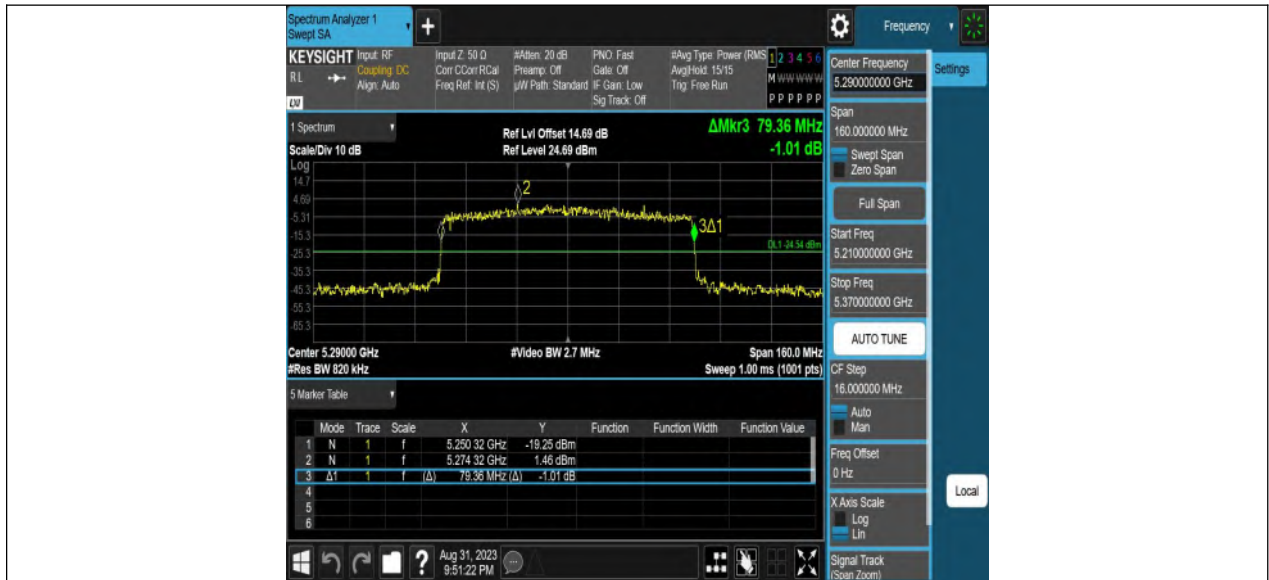 Spectrum Analyzer 1
Swept SA
+
Frequency
KEYSIGHT
RL
LXI
Input: RF
Coupling: DC
Align: Auto
Input Z: 50 Ω
Corr CCorr RCal
Freq Ref: Int (S)
#Atten: 20 dB
Preamp: Off
µW Path: Standard
PNO: Fast
Gate: Off
IF Gain: Low
Sig Track: Off
#Avg Type: Power (RMS
Avg|Hold: 15/15
Trig: Free Run
1 2 3 4 5 6
M W W W W W
P P P P P P
1 Spectrum
Scale/Div 10 dB
Log
Ref Lvl Offset 14.69 dB
Ref Level 24.69 dBm
ΔMkr3 79.36 MHz
-1.01 dB
14.7
4.69
-5.31
-15.3
-25.3
-35.3
-45.3
-55.3
-65.3
2
3Δ1
DL1 -24.54 dBm
Center 5.29000 GHz
#Video BW 2.7 MHz
Span 160.0 MHz
#Res BW 820 kHz
Sweep 1.00 ms (1001 pts)
5 Marker Table
Mode Trace Scale X Y Function Function Width Function Value
1 N 1 f 5.250 32 GHz -19.25 dBm
2 N 1 f 5.274 32 GHz 1.46 dBm
3 Δ1 1 f (Δ) 79.36 MHz (Δ) -1.01 dB
4
5
6
?
Aug 31, 2023
9:51:22 PM
Center Frequency
5.290000000 GHz
Settings
Span
160.000000 MHz
Swept Span
Zero Span
Full Span
Start Freq
5.210000000 GHz
Stop Freq
5.370000000 GHz
AUTO TUNE
CF Step
16.000000 MHz
Auto
Man
Freq Offset
0 Hz
X Axis Scale
Log
Lin
Local
Signal Track
(Span Zoom)